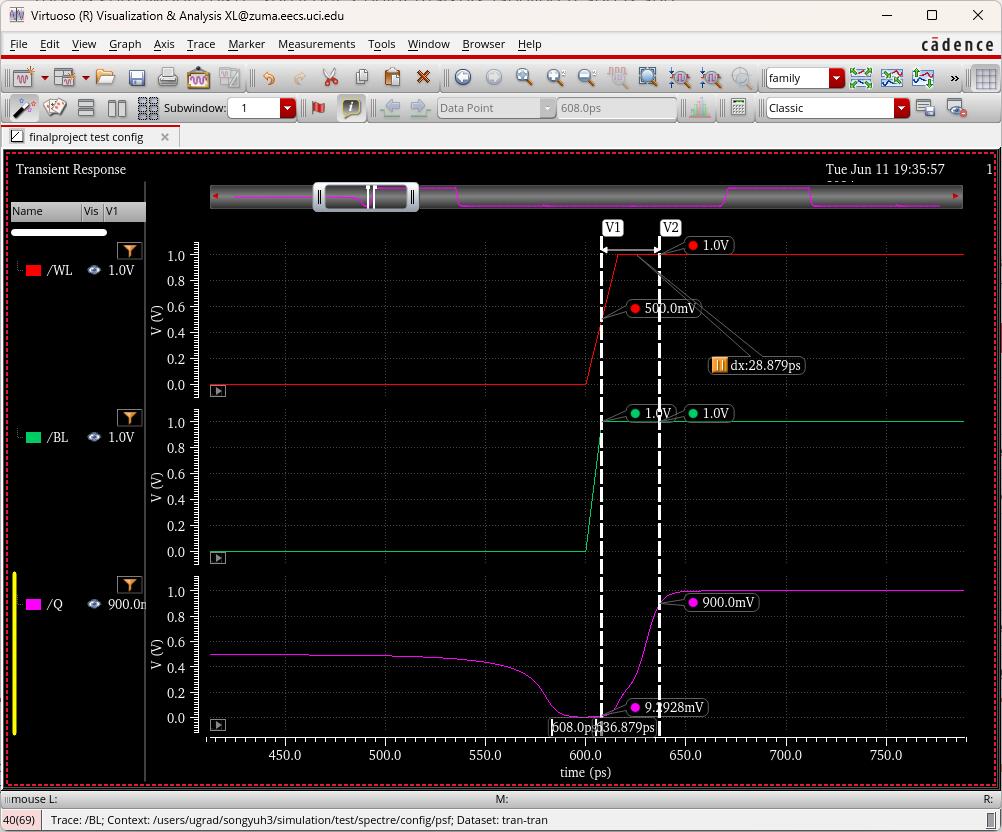 Virtuoso (R) Visualization & Analysis XL@zuma.eecs.uci.edu
File Edit View Graph Axis Trace Marker Measurements Tools Window Browser Help
cādence
family
Subwindow: 1
Data Point
608.0ps
Classic
finalproject test config
Transient Response
Tue Jun 11 19:35:57
1
Name Vis V1
V1 V2
/WL 1.0V
V (V)
1.0
0.8
0.6
0.4
0.2
0.0
1.0V
500.0mV
dx:28.879ps
/BL 1.0V
V (V)
1.0
0.8
0.6
0.4
0.2
0.0
1.0V 1.0V
/Q 900.0
V (V)
1.0
0.8
0.6
0.4
0.2
0.0
900.0mV
928mV
608.0p 36.879ps
450.0 500.0 550.0 600.0 650.0 700.0 750.0
time (ps)
mouse L: M: R:
40(69) Trace: /BL; Context: /users/ugrad/songyuh3/simulation/test/spectre/config/psf; Dataset: tran-tran